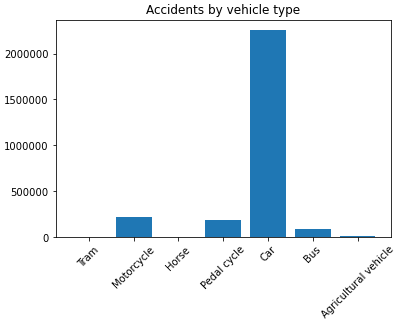 Accidents by vehicle type
2000000
1500000
1000000
500000
0
Tram
Motorcycle
Horse
Pedal cycle
Car
Bus
Agricultural vehicle